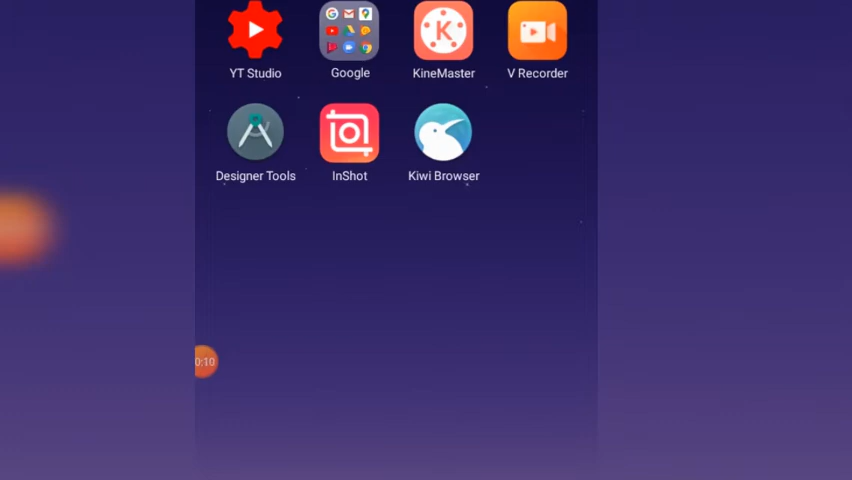 YT Studio
Google
KineMaster
V Recorder
Designer Tools
InShot
Kiwi Browser
0:10